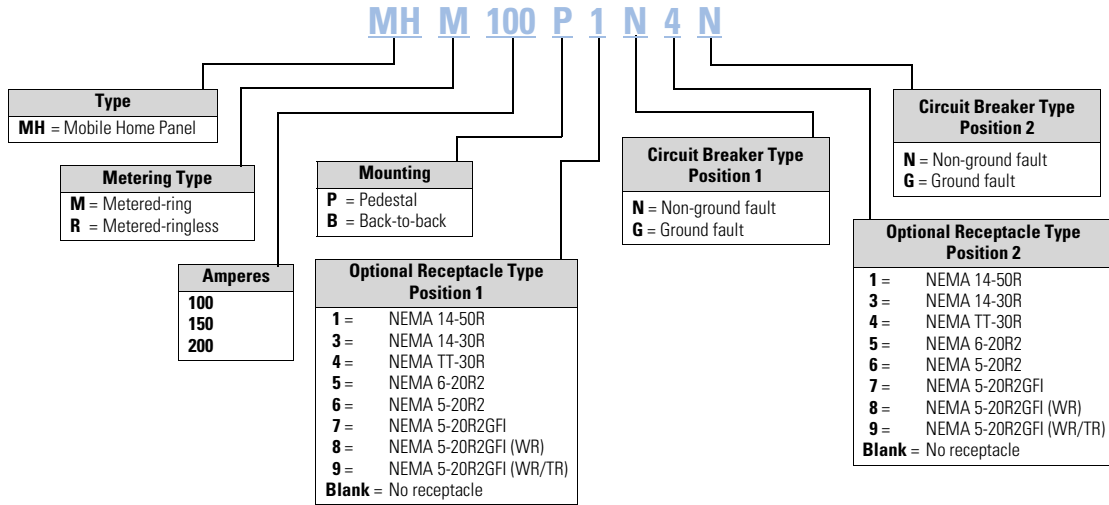 MH M 100 P 1 N 4 N
Type
MH = Mobile Home Panel
Metering Type
M = Metered-ring
R = Metered-ringless
Amperes
100
150
200
Mounting
P = Pedestal
B = Back-to-back
Optional Receptacle Type
Position 1
1 = NEMA 14-50R
3 = NEMA 14-30R
4 = NEMA TT-30R
5 = NEMA 6-20R2
6 = NEMA 5-20R2
7 = NEMA 5-20R2GFI
8 = NEMA 5-20R2GFI (WR)
9 = NEMA 5-20R2GFI (WR/TR)
Blank = No receptacle
Circuit Breaker Type
Position 1
N = Non-ground fault
G = Ground fault
Circuit Breaker Type
Position 2
N = Non-ground fault
G = Ground fault
Optional Receptacle Type
Position 2
1 = NEMA 14-50R
3 = NEMA 14-30R
4 = NEMA TT-30R
5 = NEMA 6-20R2
6 = NEMA 5-20R2
7 = NEMA 5-20R2GFI
8 = NEMA 5-20R2GFI (WR)
9 = NEMA 5-20R2GFI (WR/TR)
Blank = No receptacle